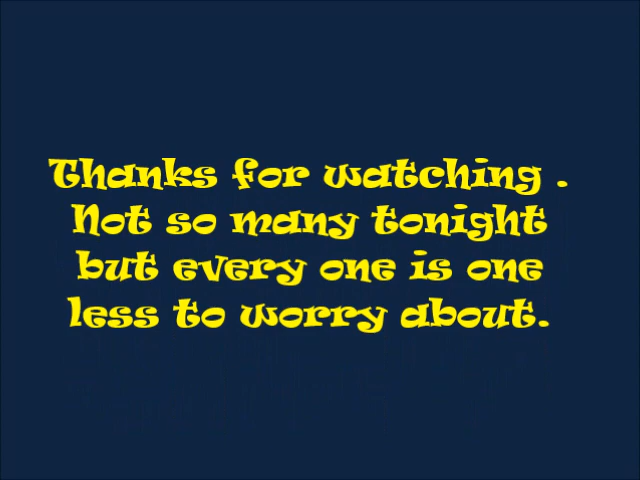 Thanks for watching .
Not so many tonight
but every one is one
less to worry about.